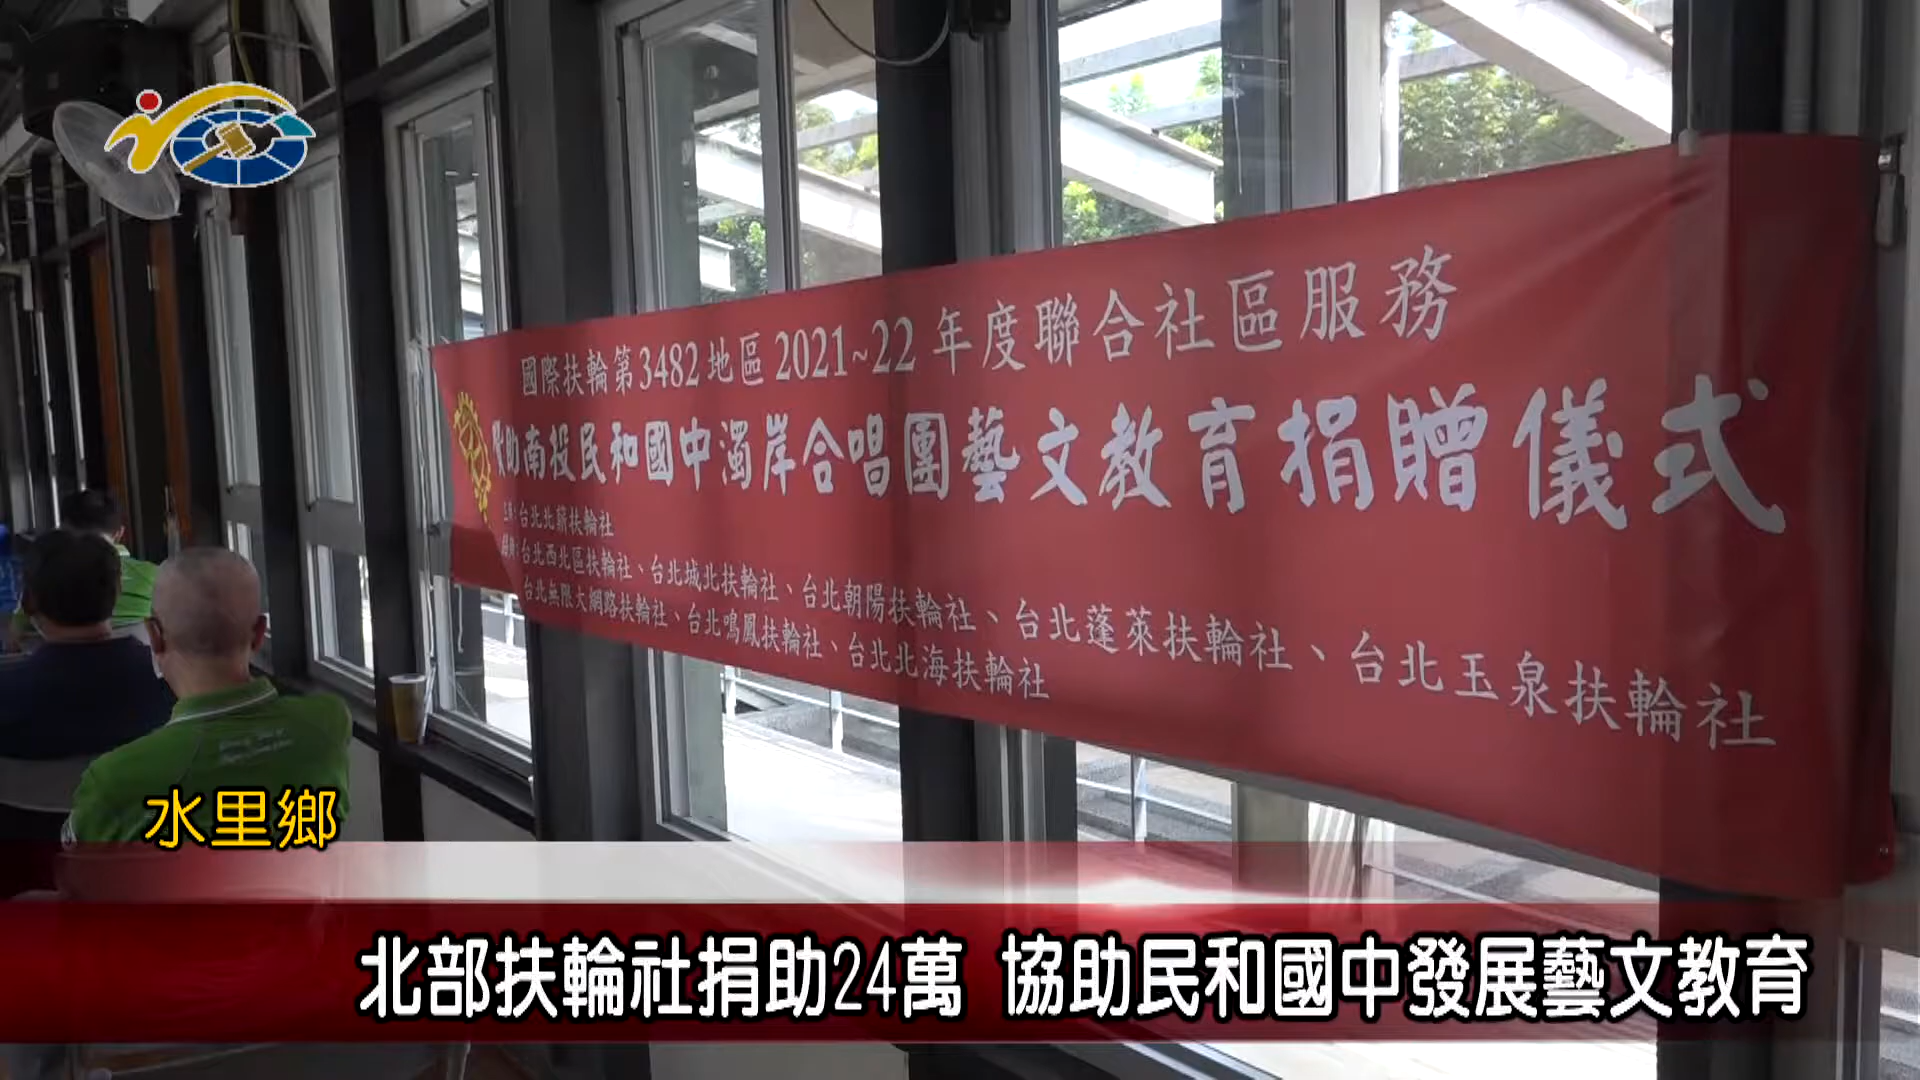 國際扶輪第3482地區2021~22年度聯合社區服務
贊助南投民和國中濁岸合唱團藝文教育捐贈儀式
台北北薪扶輪社
台北西北區扶輪社、台北城北扶輪社、台北朝陽扶輪社、台北蓬萊扶輪社、台北玉泉扶輪社
台北無限大網路扶輪社、台北鳴鳳扶輪社、台北北海扶輪社
水里鄉
北部扶輪社捐助24萬 協助民和國中發展藝文教育